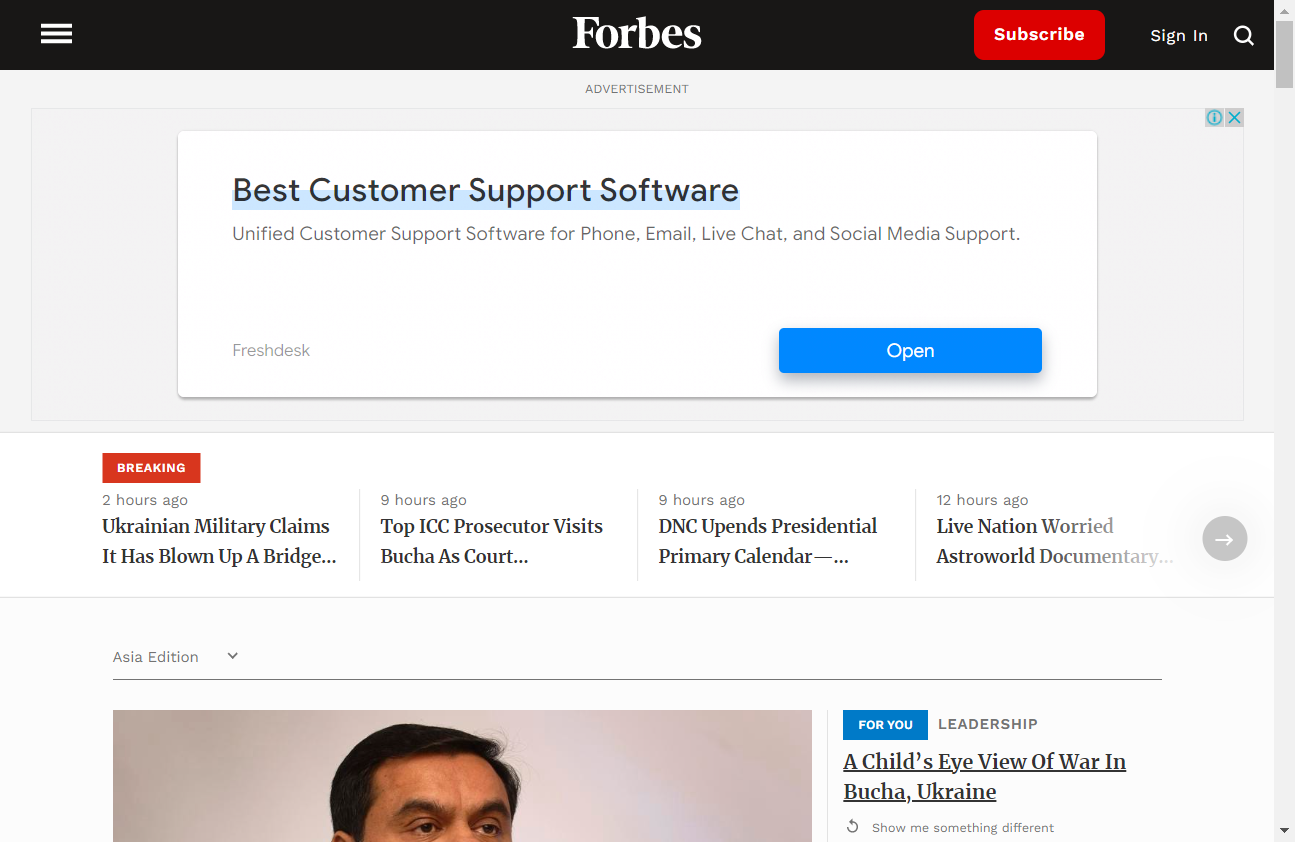 Forbes
Subscribe
Sign In
ADVERTISEMENT
Best Customer Support Software
Unified Customer Support Software for Phone, Email, Live Chat, and Social Media Support.
Freshdesk
Open
BREAKING
2 hours ago
Ukrainian Military Claims
It Has Blown Up A Bridge...
9 hours ago
Top ICC Prosecutor Visits
Bucha As Court...
9 hours ago
DNC Upends Presidential
Primary Calendar—...
12 hours ago
Live Nation Worried
Astroworld Documentary...
Asia Edition
FOR YOU LEADERSHIP
A Child’s Eye View Of War In
Bucha, Ukraine
Show me something different